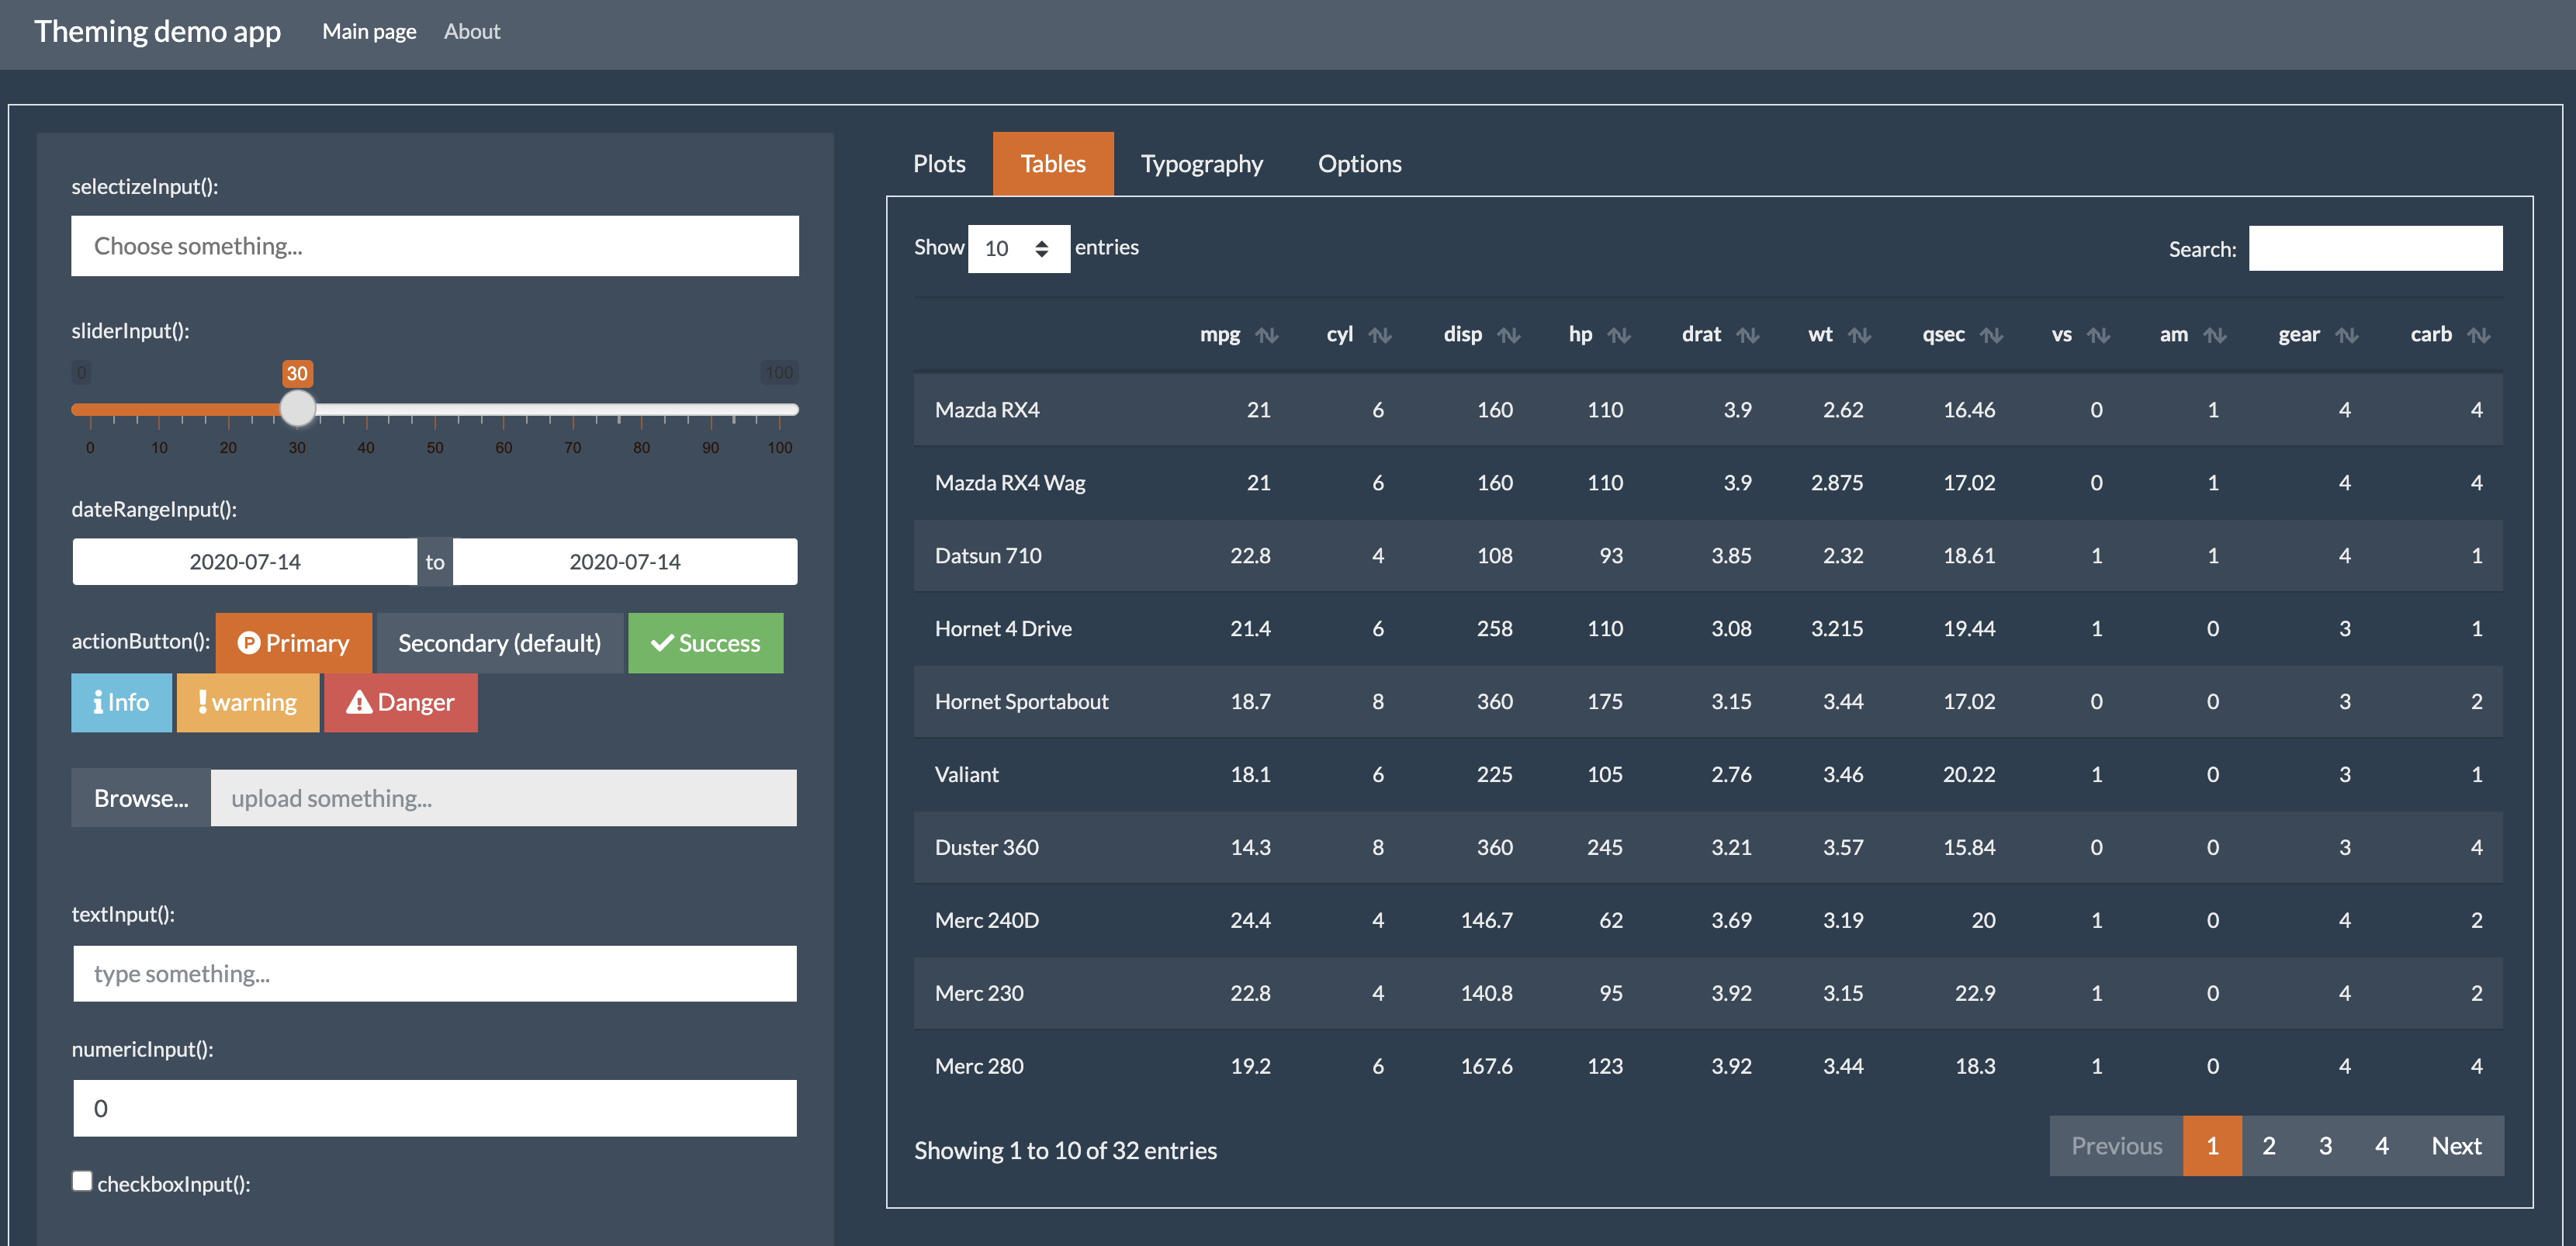 Theming demo app Main page About
selectizeInput():
Choose something...
sliderInput():
0 30 100
0 10 20 30 40 50 60 70 80 90 100
dateRangeInput():
2020-07-14 to 2020-07-14
actionButton(): Primary Secondary (default) Success
Info warning Danger
Browse... upload something...
textInput():
type something...
numericInput():
0
checkboxInput():
Plots Tables Typography Options
Show 10 entries Search:
mpg cyl disp hp drat wt qsec vs am gear carb
Mazda RX4 21 6 160 110 3.9 2.62 16.46 0 1 4 4
Mazda RX4 Wag 21 6 160 110 3.9 2.875 17.02 0 1 4 4
Datsun 710 22.8 4 108 93 3.85 2.32 18.61 1 1 4 1
Hornet 4 Drive 21.4 6 258 110 3.08 3.215 19.44 1 0 3 1
Hornet Sportabout 18.7 8 360 175 3.15 3.44 17.02 0 0 3 2
Valiant 18.1 6 225 105 2.76 3.46 20.22 1 0 3 1
Duster 360 14.3 8 360 245 3.21 3.57 15.84 0 0 3 4
Merc 240D 24.4 4 146.7 62 3.69 3.19 20 1 0 4 2
Merc 230 22.8 4 140.8 95 3.92 3.15 22.9 1 0 4 2
Merc 280 19.2 6 167.6 123 3.92 3.44 18.3 1 0 4 4
Showing 1 to 10 of 32 entries Previous 1 2 3 4 Next